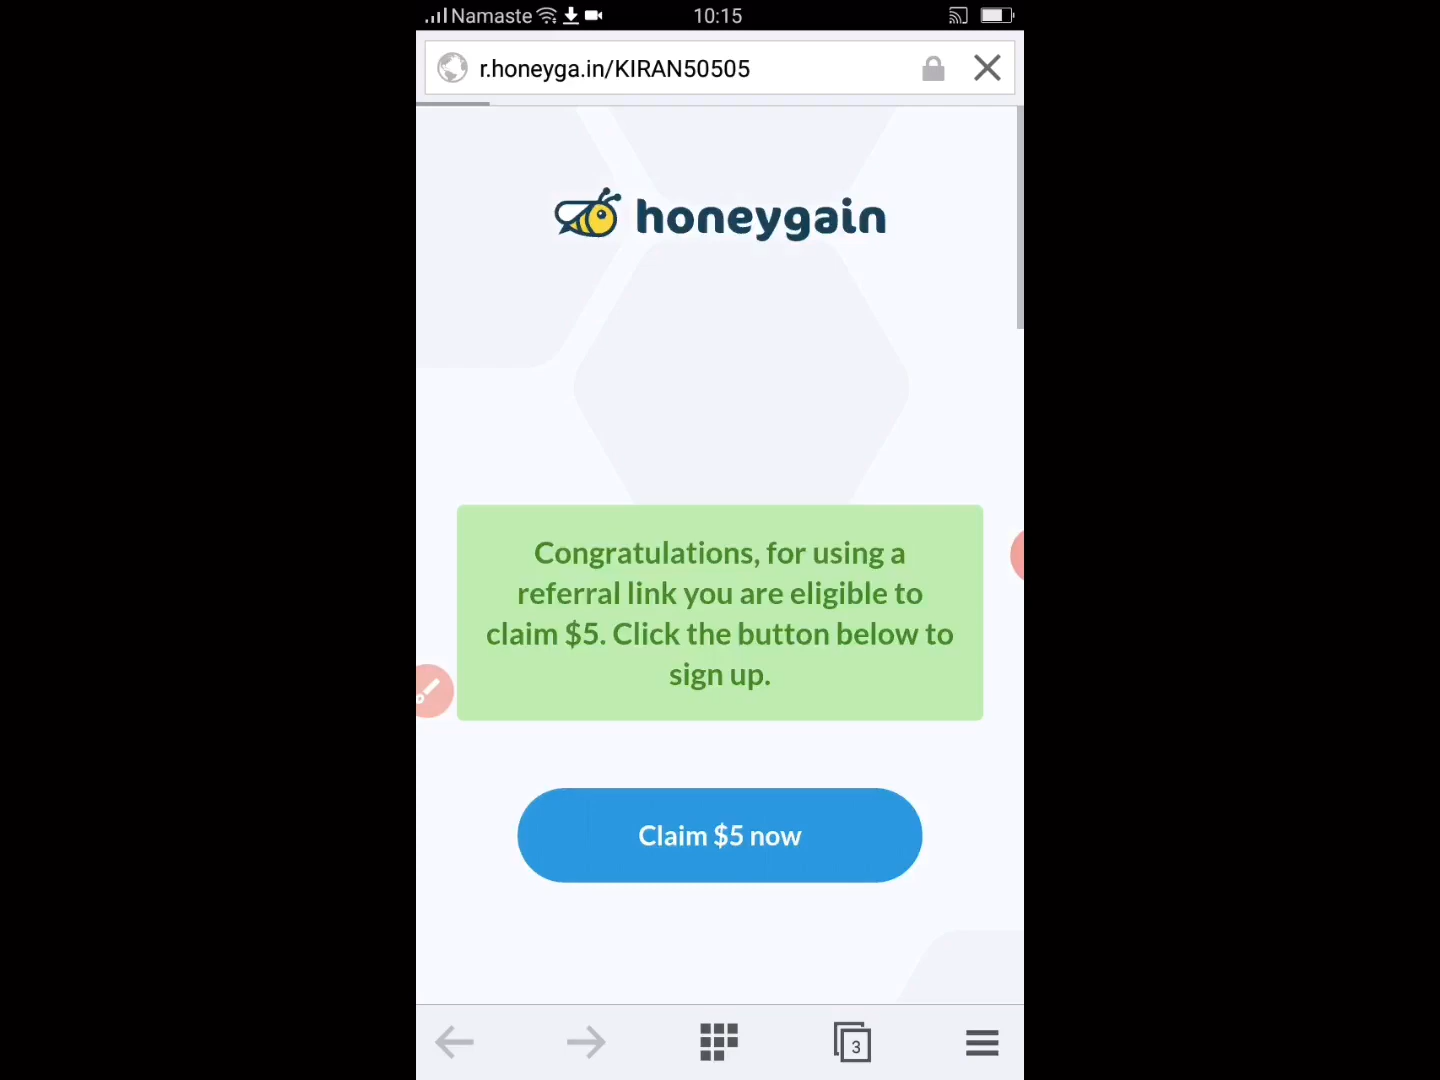 Namaste 10:15
r.honeyga.in/KIRAN50505
honeygain
Congratulations, for using a
referral link you are eligible to
claim $5. Click the button below to
sign up.
Claim $5 now
3